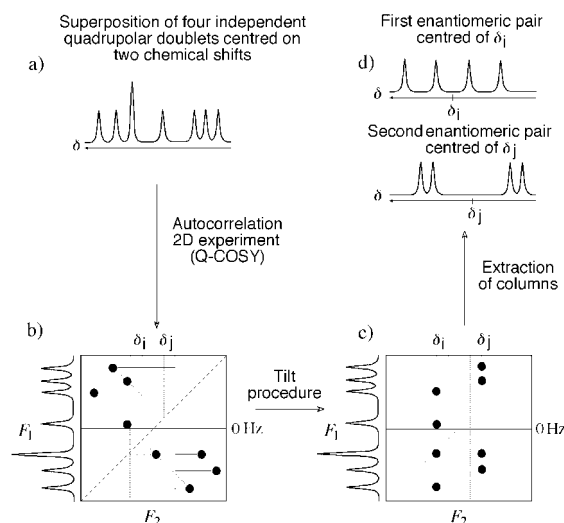 Superposition of four independent
quadrupolar doublets centred on
two chemical shifts
a)
δ
First enantiomeric pair
centred of δi
d)
δ
δi
Second enantiomeric pair
centred of δj
δ
δj
Autocorrelation
2D experiment
(Q-COSY)
Extraction
of columns
b)
δi δj
F1
0 Hz
F2
Tilt
procedure
c)
δi δj
F1
0 Hz
F2